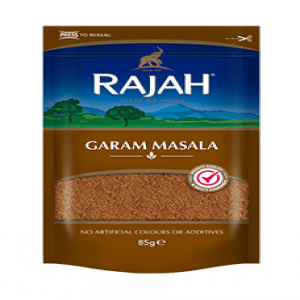 PRESS TO RESEAL
RAJAH®
GARAM MASALA
NO ARTIFICIAL COLOURS OR ADDITIVES
85g ℮